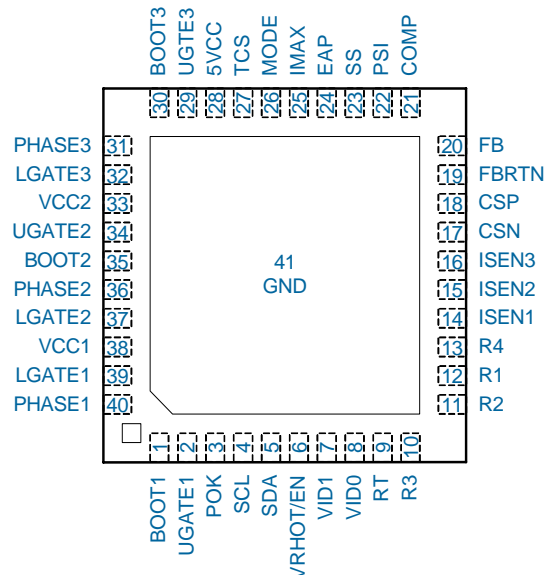 BOOT3
UGTE3
5VCC
TCS
MODE
IMAX
EAP
SS
PSI
COMP
30
29
28
27
26
25
24
23
22
21
PHASE3 31
LGATE3 32
VCC2 33
UGATE2 34
BOOT2 35
PHASE2 36
LGATE2 37
VCC1 38
LGATE1 39
PHASE1 40
41
GND
20 FB
19 FBRTN
18 CSP
17 CSN
16 ISEN3
15 ISEN2
14 ISEN1
13 R4
12 R1
11 R2
1
2
3
4
5
6
7
8
9
10
BOOT1
UGATE1
POK
SCL
SDA
VRHOT/EN
VID1
VID0
RT
R3